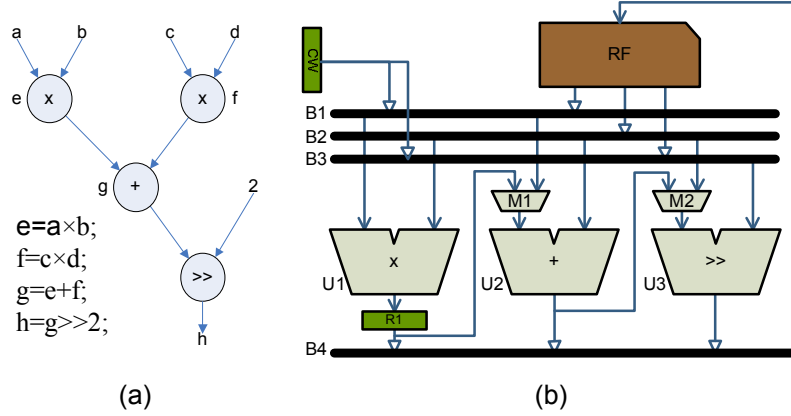 a b c d
e x x f
g + 2
e=a×b;
f=c×d;
g=e+f;
h=g>>2;
>>
h
(a)
CW
RF
B1
B2
B3
M1 M2
x + >>
U1 U2 U3
R1
B4
(b)